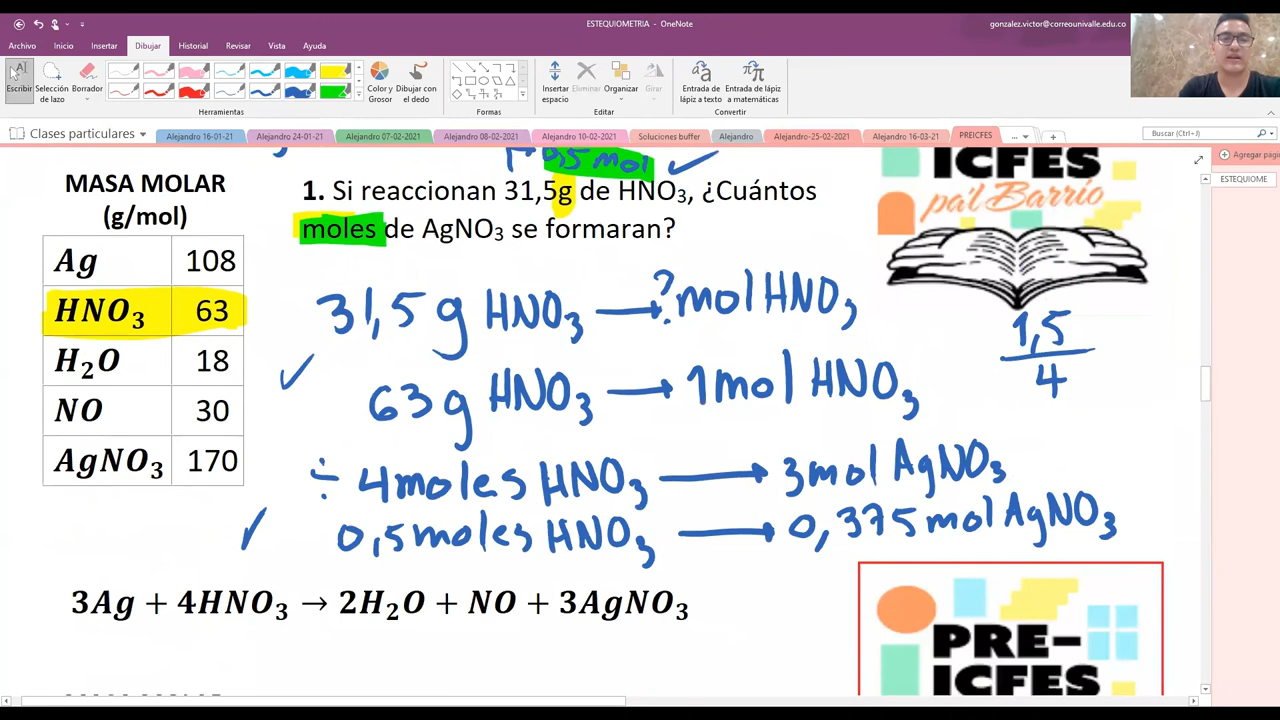 ESTEQUIOMETRIA - OneNote
gonzalez.victor@correounivalle.edu.co
Archivo Inicio Insertar Dibujar Historial Revisar Vista Ayuda
Escribir
Selección de lazo
Borrador
Color y Grosor
Dibujar con el dedo
Insertar espacio
Eliminar
Organizar
Girar
Entrada de lápiz a texto
Entrada de lápiz a matemáticas
Herramientas
Formas
Editar
Convertir
Clases particulares
Alejandro 16-01-21 Alejandro 24-01-21 Alejandro 07-02-2021 Alejandro 08-02-2021 Alejandro 10-02-2021 Soluciones buffer Alejandro Alejandro-25-02-2021 Alejandro 16-03-21 PREICFES ...
Buscar (Ctrl+J)
Agregar pági
ESTEQUIOME
0,5 mol
ICFES
pa'l Barrio
MASA MOLAR
(g/mol)
Ag 108
HNO₃ 63
H₂O 18
NO 30
AgNO₃ 170
1. Si reaccionan 31,5g de HNO₃, ¿Cuántos
moles de AgNO₃ se formaran?
31,5 g HNO₃ → ? mol HNO₃
63 g HNO₃ → 1 mol HNO₃
1,5
4
÷ 4 moles HNO₃ → 3 mol AgNO₃
0,5 moles HNO₃ → 0,375 mol AgNO₃
3Ag + 4HNO₃ → 2H₂O + NO + 3AgNO₃
PRE-
ICFES